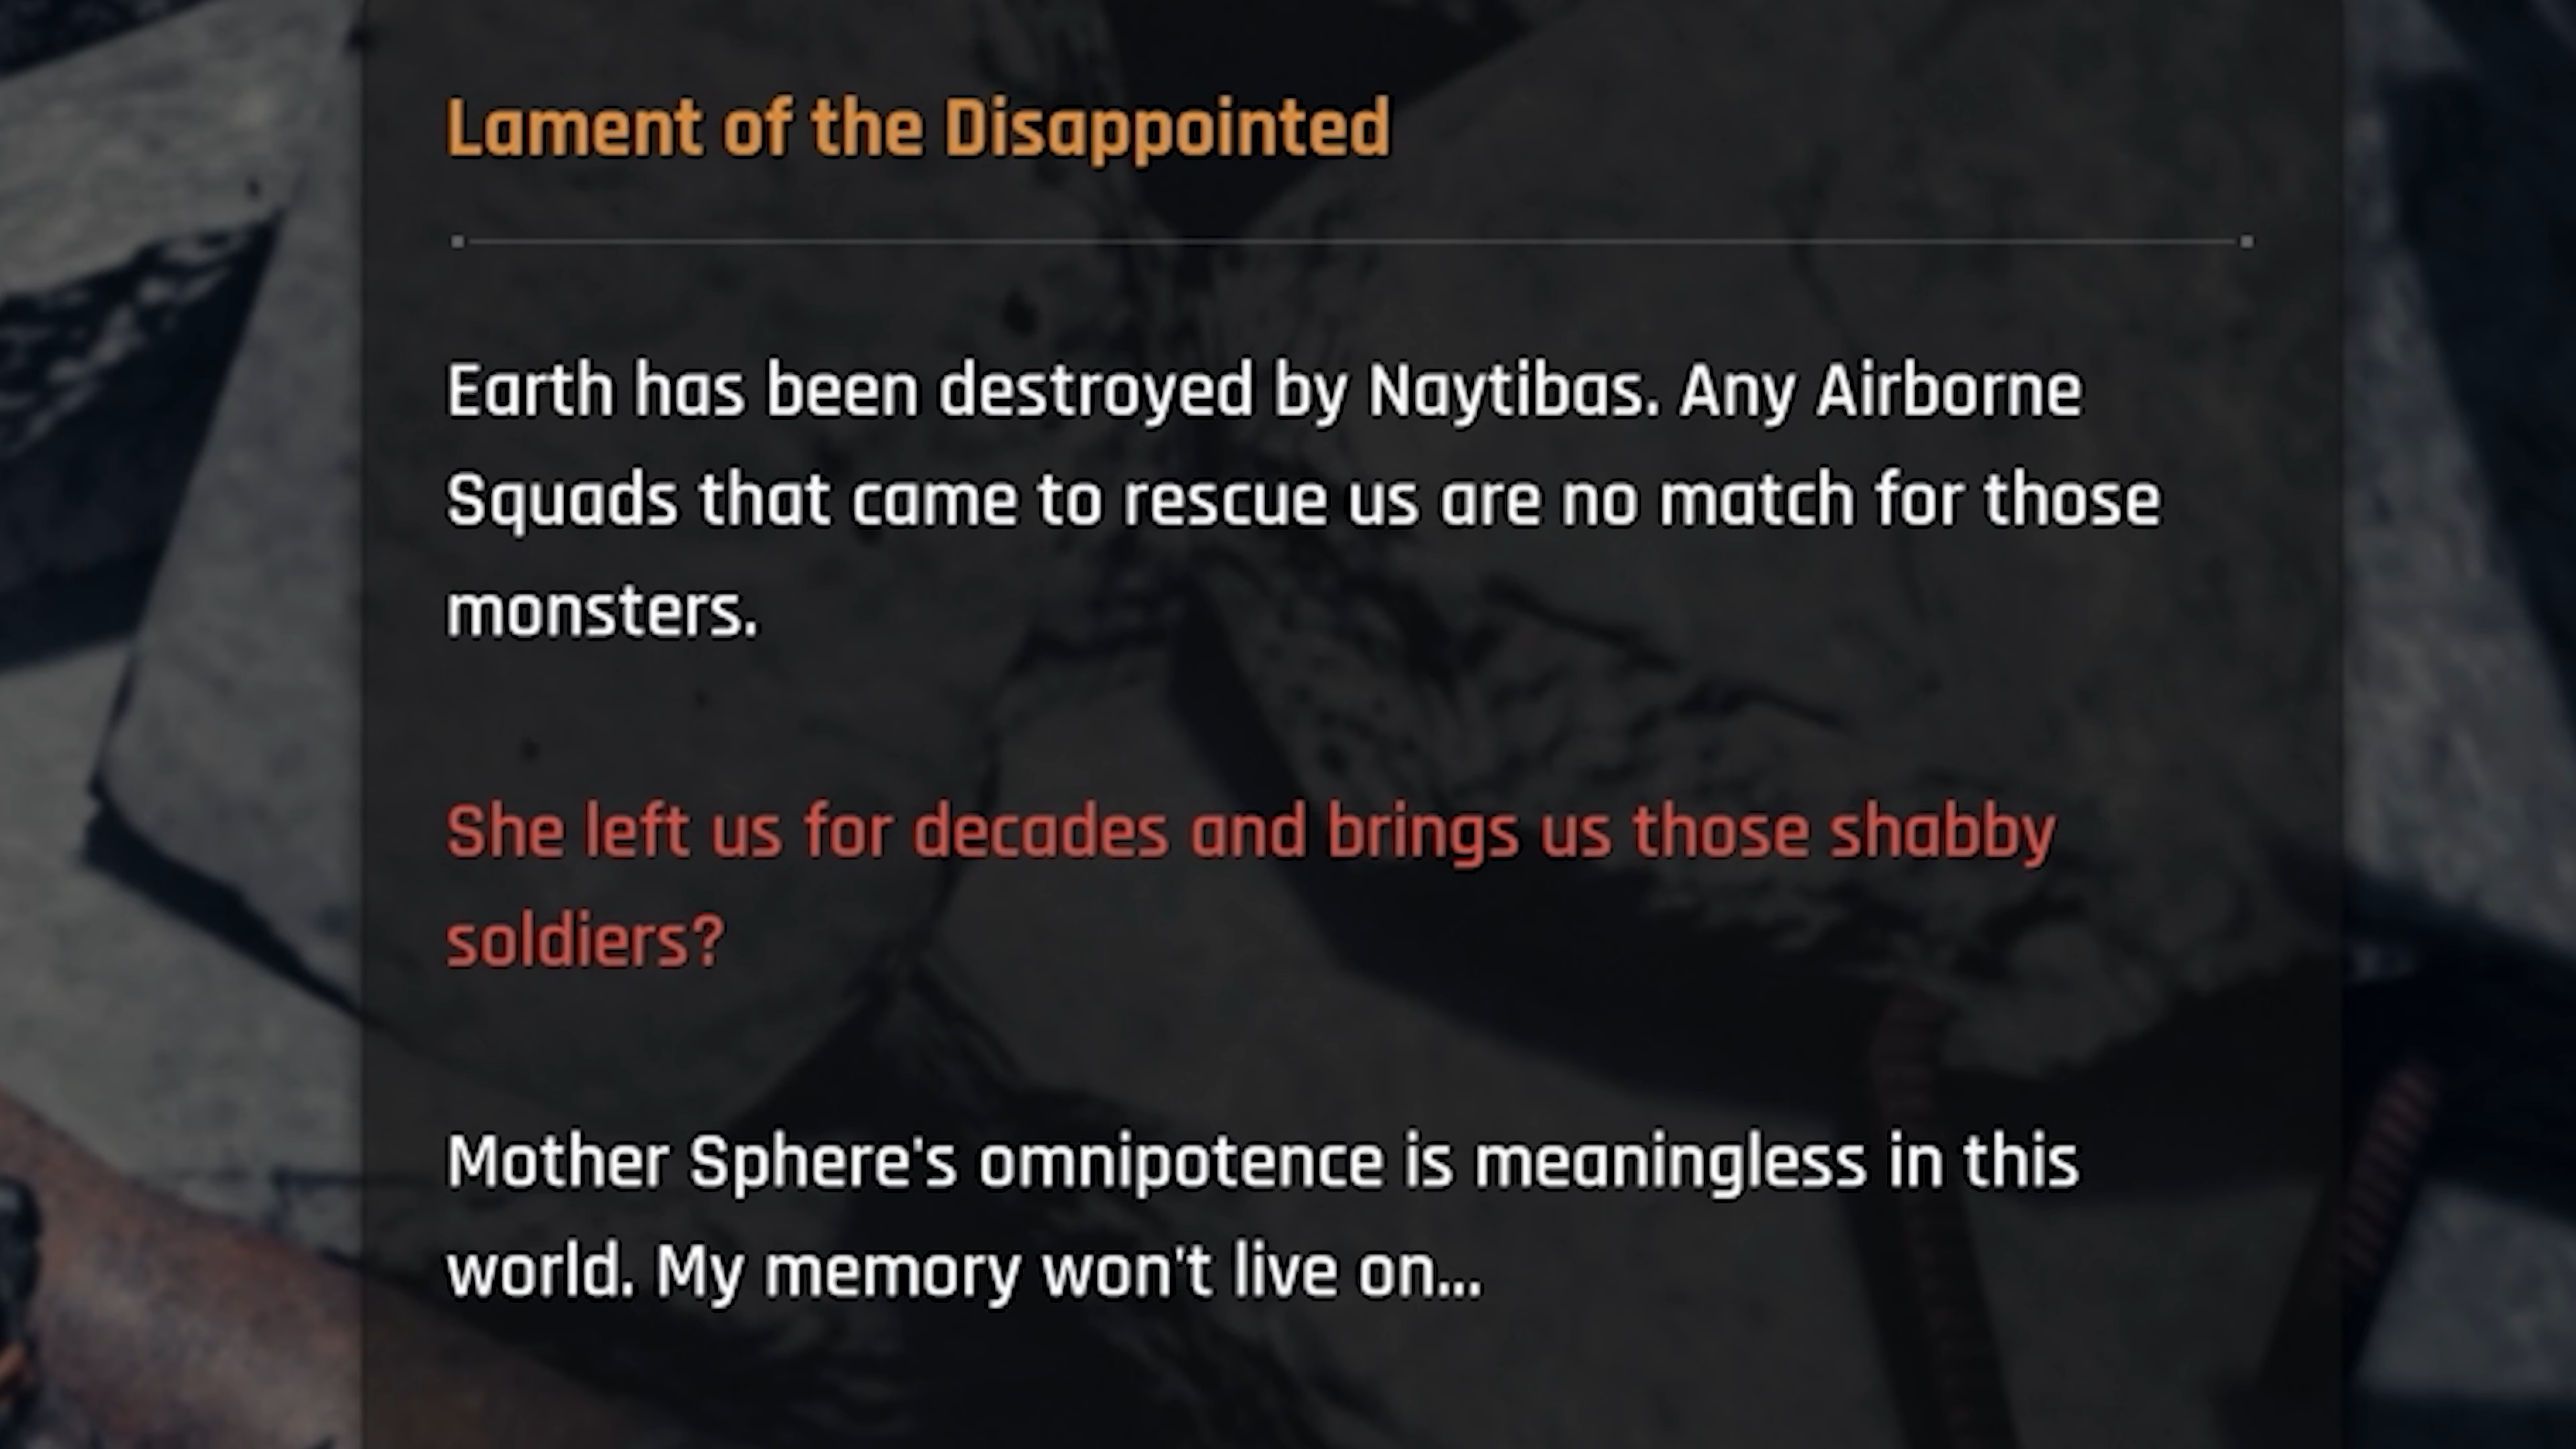 Lament of the Disappointed
Earth has been destroyed by Naytibas. Any Airborne
Squads that came to rescue us are no match for those
monsters.
She left us for decades and brings us those shabby
soldiers?
Mother Sphere's omnipotence is meaningless in this
world. My memory won't live on...